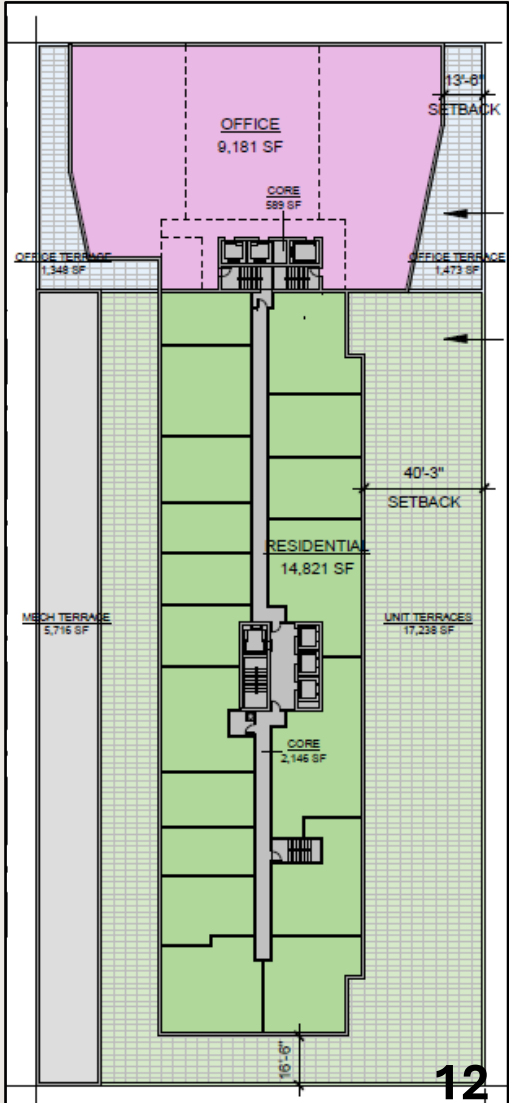 13'-6"
SETBACK
OFFICE
9,181 SF
CORE
589 SF
OFFICE TERRACE
1,348 SF
OFFICE TERRACE
1,473 SF
40'-3"
SETBACK
RESIDENTIAL
14,821 SF
MECH TERRACE
5,716 SF
UNIT TERRACES
17,238 SF
CORE
2,146 SF
16'-6"
12